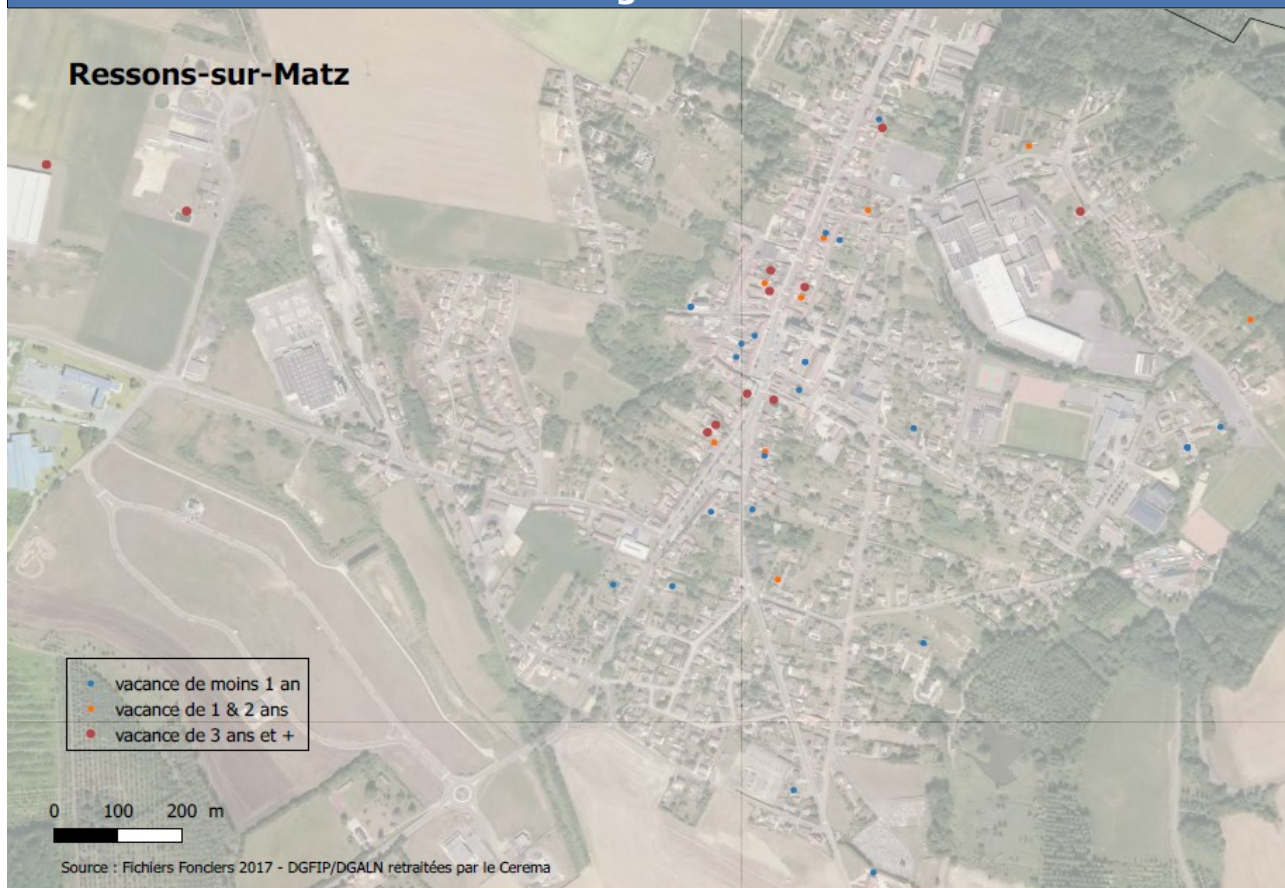 Ressons-sur-Matz
vacance de moins 1 an
vacance de 1 & 2 ans
vacance de 3 ans et +
0 100 200 m
Source : Fichiers Fonciers 2017 - DGFIP/DGALN retraitées par le Cerema